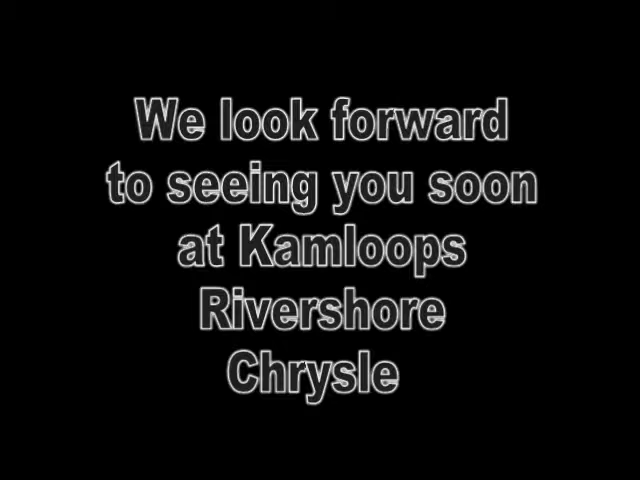 We look forward
to seeing you soon
at Kamloops
Rivershore
Chrysle